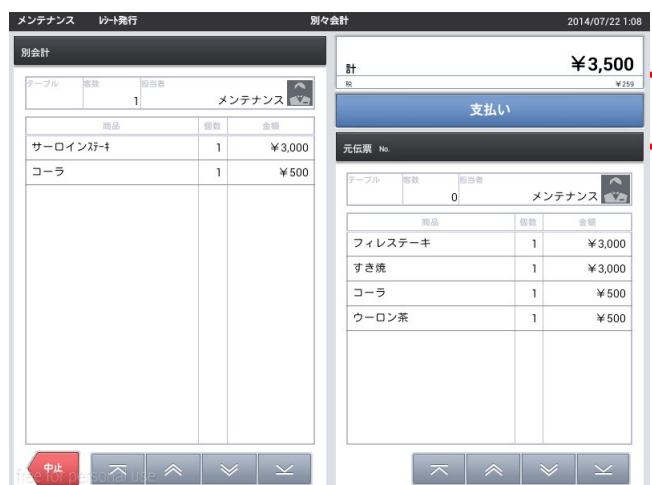 メンテナンス ﾚｼｰﾄ発行 別々会計 2014/07/22 1:08
別会計
テーブル 客数 担当者
1 メンテナンス
商品 個数 金額
サーロインｽﾃｰｷ 1 ¥3,000
コーラ 1 ¥500
中止
free for personal use
計 ¥3,500
税 ¥259
支払い
元伝票 No.
テーブル 客数 担当者
0 メンテナンス
商品 個数 金額
フィレステーキ 1 ¥3,000
すき焼 1 ¥3,000
コーラ 1 ¥500
ウーロン茶 1 ¥500